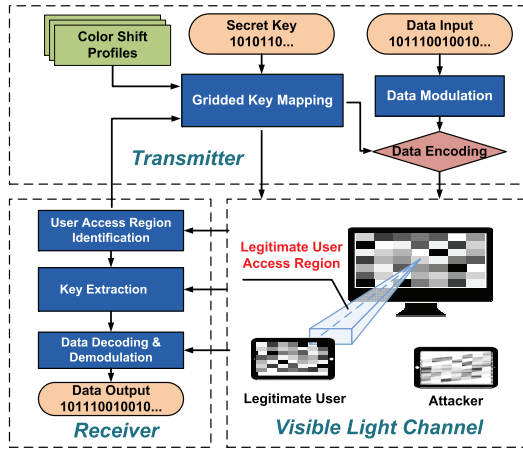 Color Shift
Profiles
Secret Key
1010110...
Data Input
101110010010...
Gridded Key Mapping
Data Modulation
Data Encoding
Transmitter
User Access Region
Identification
Key Extraction
Data Decoding &
Demodulation
Data Output
101110010010...
Receiver
Legitimate User
Access Region
Legitimate User
Attacker
Visible Light Channel